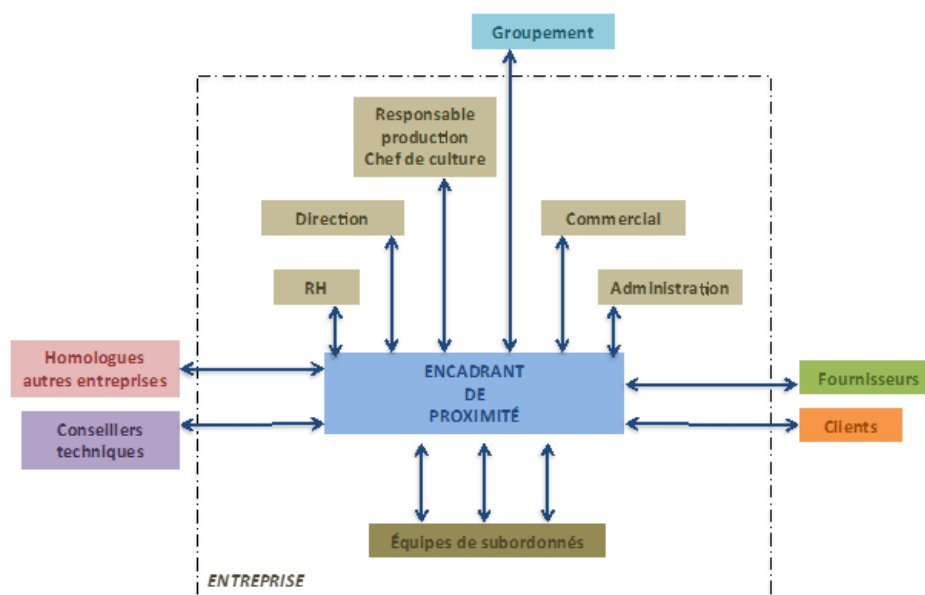 Groupement
Responsable
production
Chef de culture
Direction
Commercial
RH
Administration
Homologues
autres entreprises
ENCADRANT
DE
PROXIMITÉ
Fournisseurs
Conseillers
techniques
Clients
Équipes de subordonnés
ENTREPRISE